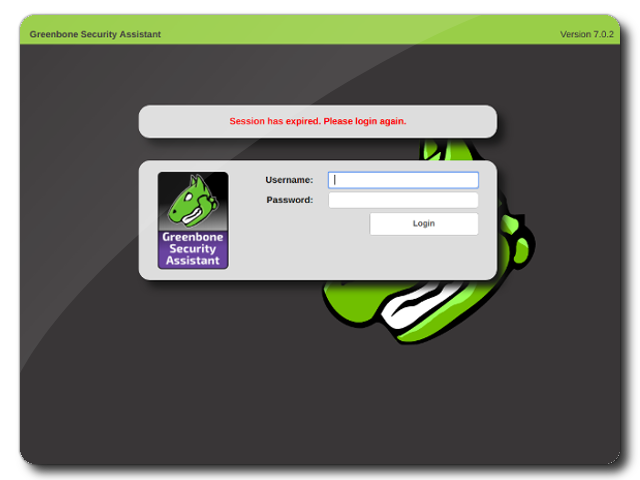 Greenbone Security Assistant
Version 7.0.2
Session has expired. Please login again.
Username:
Password:
Login
Greenbone
Security
Assistant